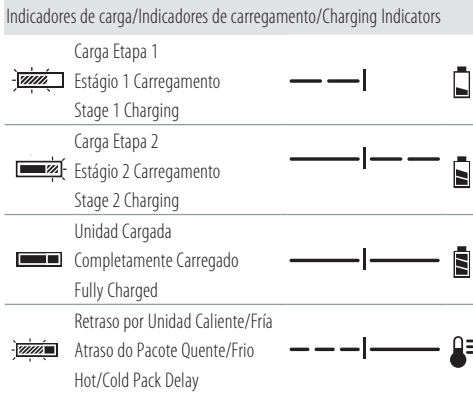 Indicadores de carga/Indicadores de carregamento/Charging Indicators
Carga Etapa 1
Estágio 1 Carregamento
Stage 1 Charging
Carga Etapa 2
Estágio 2 Carregamento
Stage 2 Charging
Unidad Cargada
Completamente Carregado
Fully Charged
Retraso por Unidad Caliente/Fría
Atraso do Pacote Quente/Frio
Hot/Cold Pack Delay